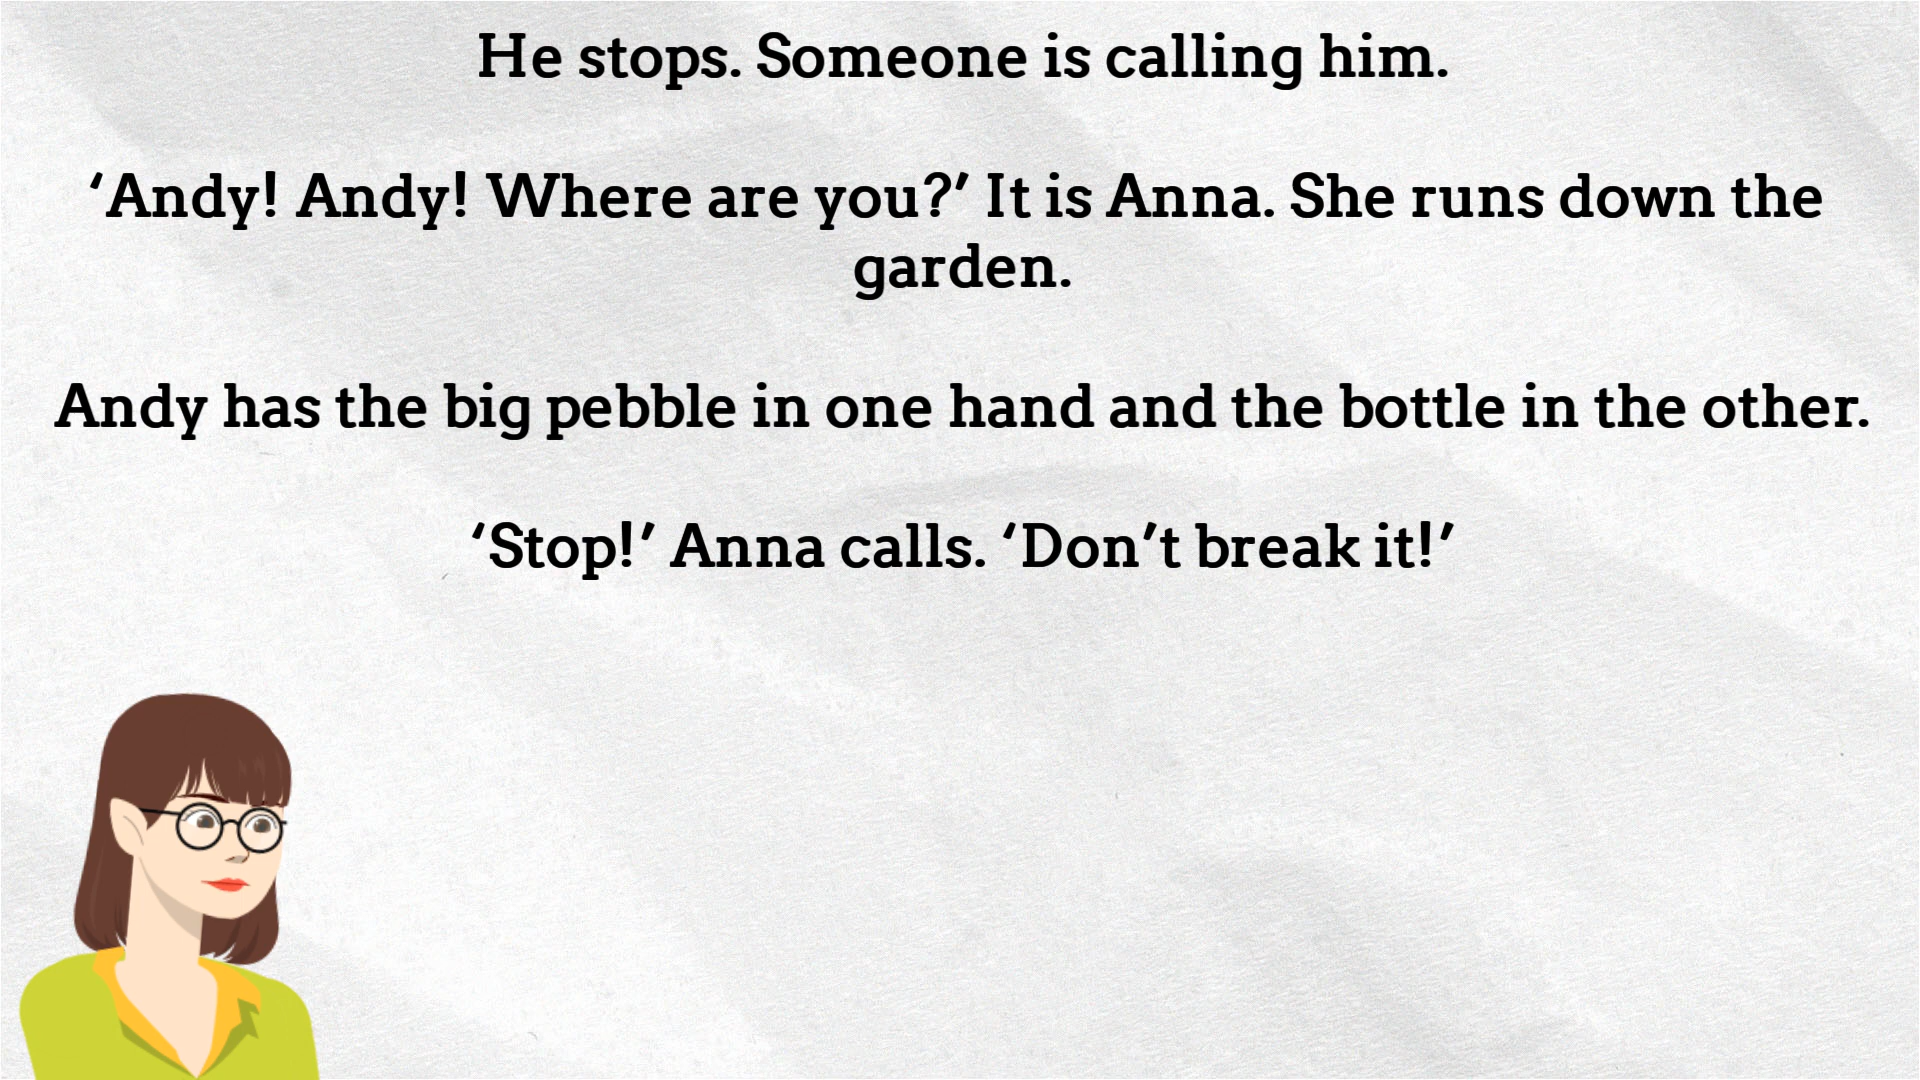 He stops. Someone is calling him.
‘Andy! Andy! Where are you?’ It is Anna. She runs down the
garden.
Andy has the big pebble in one hand and the bottle in the other.
‘Stop!’ Anna calls. ‘Don’t break it!’